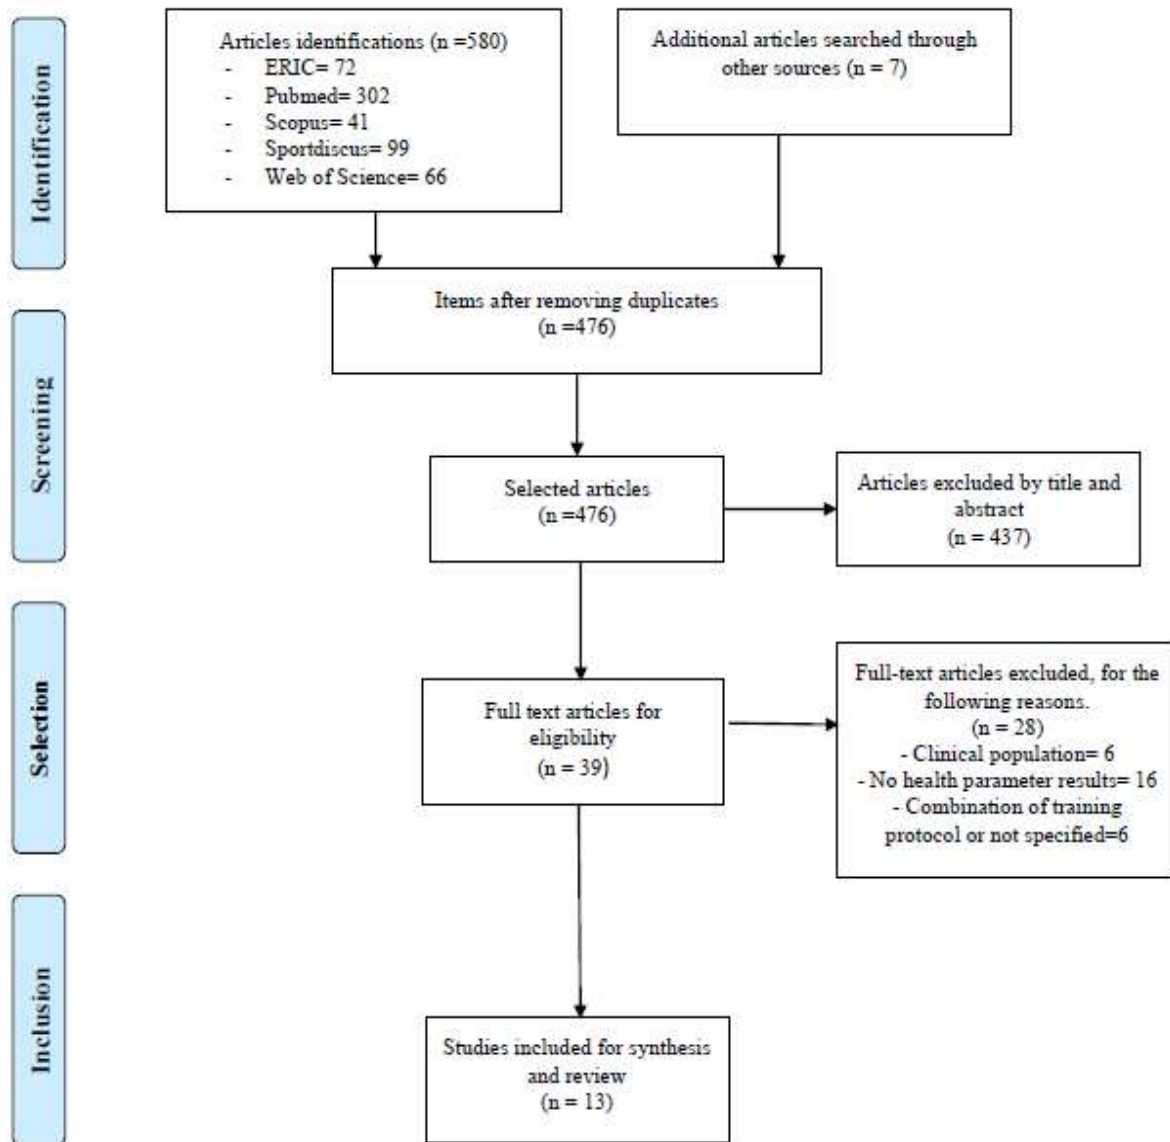 Identification
Articles identifications (n =580)
- ERIC= 72
- Pubmed= 302
- Scopus= 41
- Sportdiscus= 99
- Web of Science= 66
Additional articles searched through
other sources (n = 7)
Items after removing duplicates
(n =476)
Screening
Selected articles
(n =476)
Articles excluded by title and
abstract
(n = 437)
Selection
Full text articles for
eligibility
(n = 39)
Full-text articles excluded, for the
following reasons.
(n = 28)
- Clinical population= 6
- No health parameter results= 16
- Combination of training
protocol or not specified=6
Inclusion
Studies included for synthesis
and review
(n = 13)